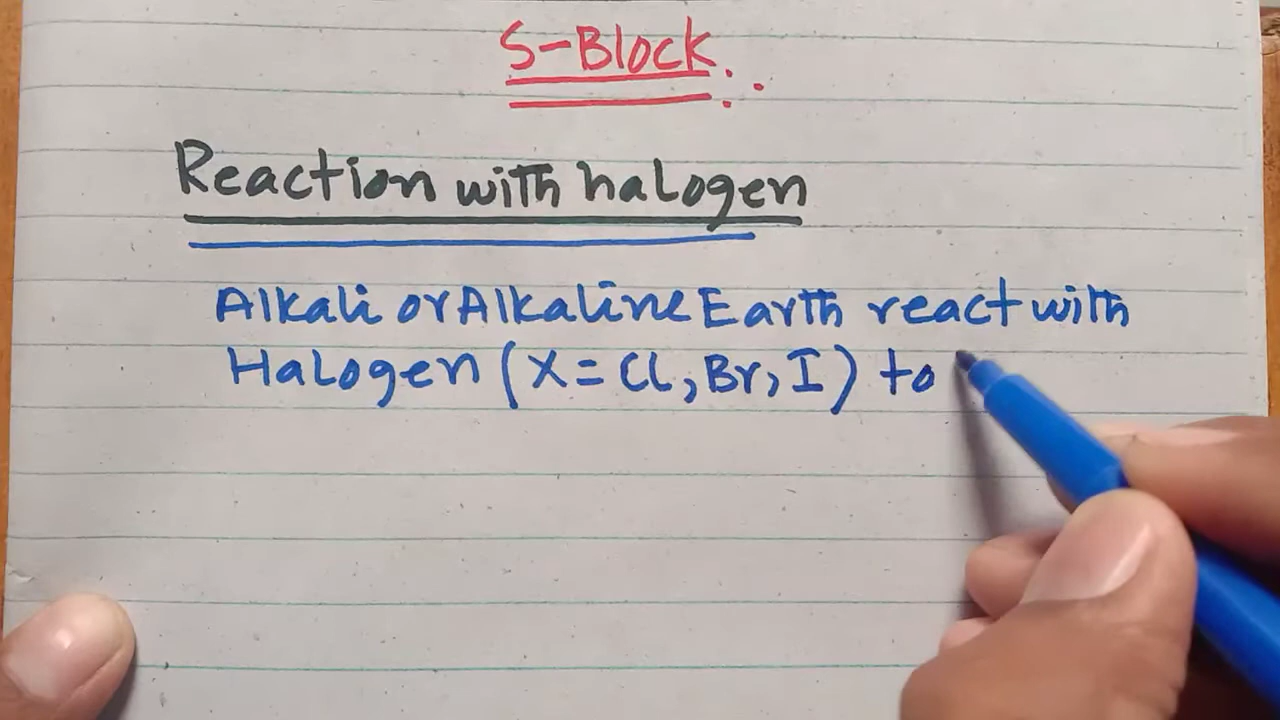 S-Block
Reaction with halogen
Alkali or Alkaline Earth react with
Halogen (X = Cl, Br, I) to